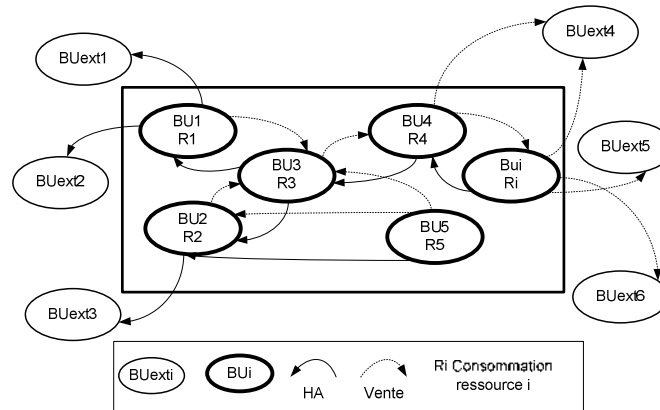 BUext1
BUext4
BU1
R1
BU4
R4
BUext2
BU3
R3
Bui
Ri
BUext5
BU2
R2
BU5
R5
BUext3
BUext6
BUexti
BUi
HA
Vente
Ri Consommation
ressource i